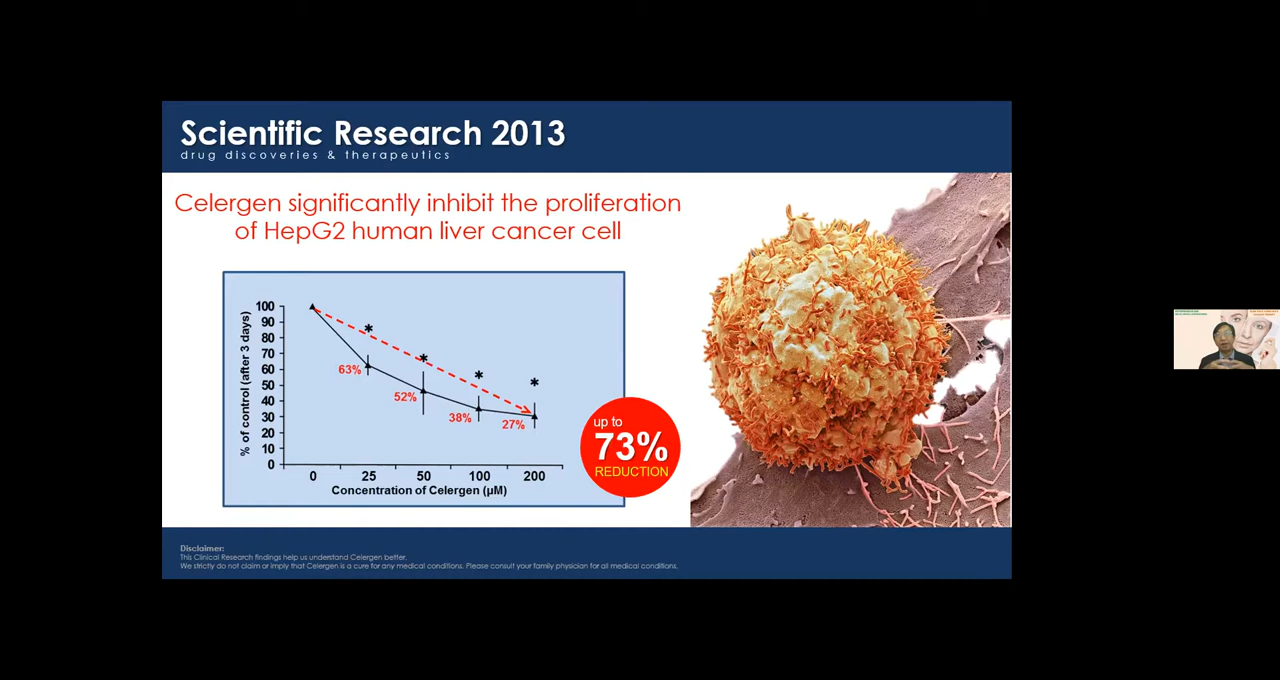 Scientific Research 2013
drug discoveries & therapeutics
Celergen significantly inhibit the proliferation
of HepG2 human liver cancer cell
% of control (after 3 days)
100
90
80
70
60
50
40
30
20
10
0
*
*
*
*
63%
52%
38%
27%
0 25 50 100 200
Concentration of Celergen (µM)
up to
73%
REDUCTION
Disclaimer:
This Clinical Research findings help us understand Celergen better.
We strictly do not claim or imply that Celergen is a cure for any medical conditions. Please consult your family physician for all medical conditions.